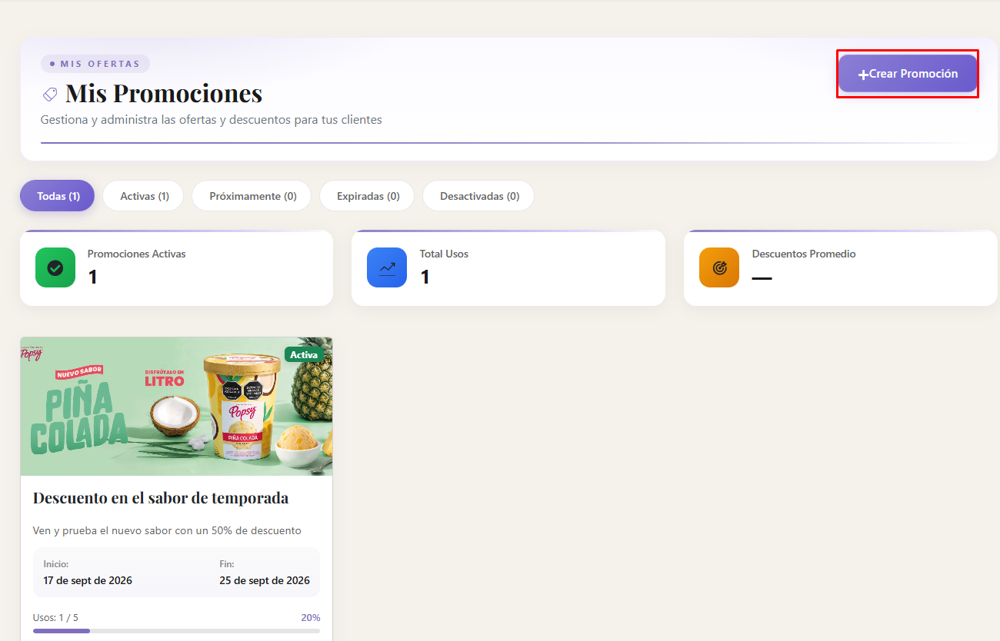 MIS OFERTAS
Mis Promociones
+Crear Promoción
Gestiona y administra las ofertas y descuentos para tus clientes
Todas (1)
Activas (1)
Próximamente (0)
Expiradas (0)
Desactivadas (0)
Promociones Activas
1
Total Usos
1
Descuentos Promedio
—
Popsy
Activa
NUEVO SABOR
PIÑA
COLADA
DISFRÚTALO EN
LITRO
Popsy
PIÑA COLADA
Descuento en el sabor de temporada
Ven y prueba el nuevo sabor con un 50% de descuento
Inicio:
Fin:
17 de sept de 2026
25 de sept de 2026
Usos: 1 / 5
20%